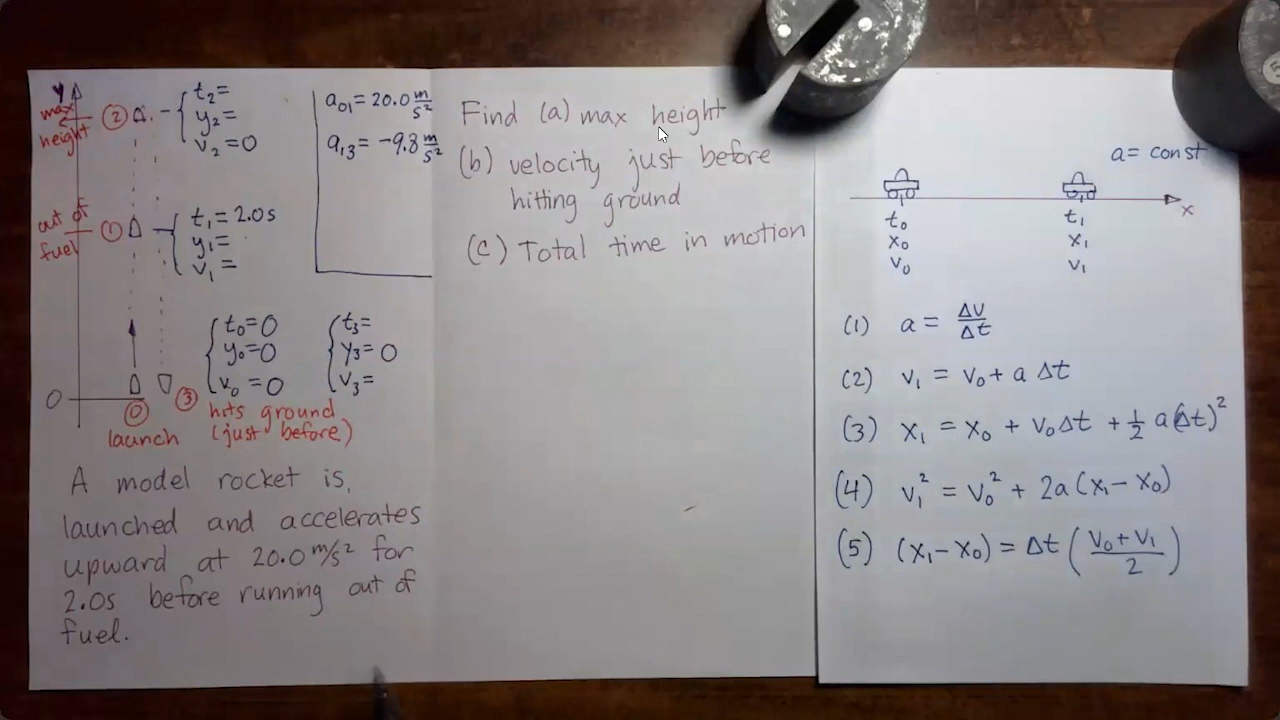 y
max
height
②
t₂=
y₂=
v₂=0
out of
fuel
①
t₁=2.0s
y₁=
v₁=
a₀₁=20.0 m/s²
a₁₃=-9.8 m/s²
t₀=0
y₀=0
v₀=0
t₃=
y₃=0
v₃=
0
⓪
launch
③
hits ground
(just before)
A model rocket is,
launched and accelerates
upward at 20.0 m/s² for
2.0s before running out of
fuel.
Find (a) max height
(b) velocity just before
hitting ground
(c) Total time in motion
a= const
x
t₀
x₀
v₀
t₁
x₁
v₁
(1) a = Δv/Δt
(2) v₁ = v₀ + a Δt
(3) x₁ = x₀ + v₀Δt + ½ a(Δt)²
(4) v₁² = v₀² + 2a(x₁-x₀)
(5) (x₁-x₀) = Δt ((v₀+v₁)/2)